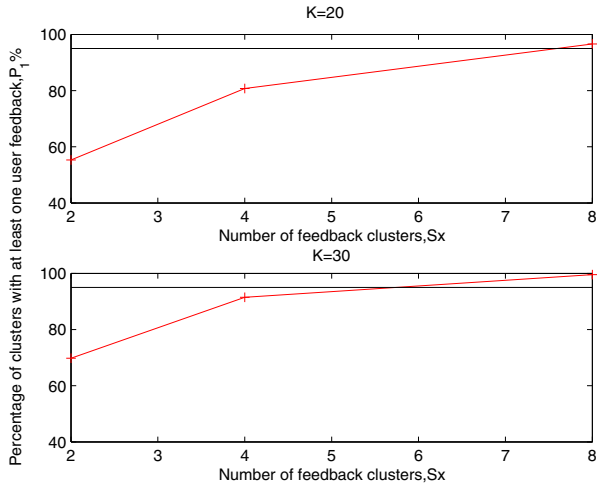 K=20
100
80
60
40
2 3 4 5 6 7 8
Number of feedback clusters,Sx
Percentage of clusters with at least one user feedback,P1%
K=30
100
80
60
40
2 3 4 5 6 7 8
Number of feedback clusters,Sx